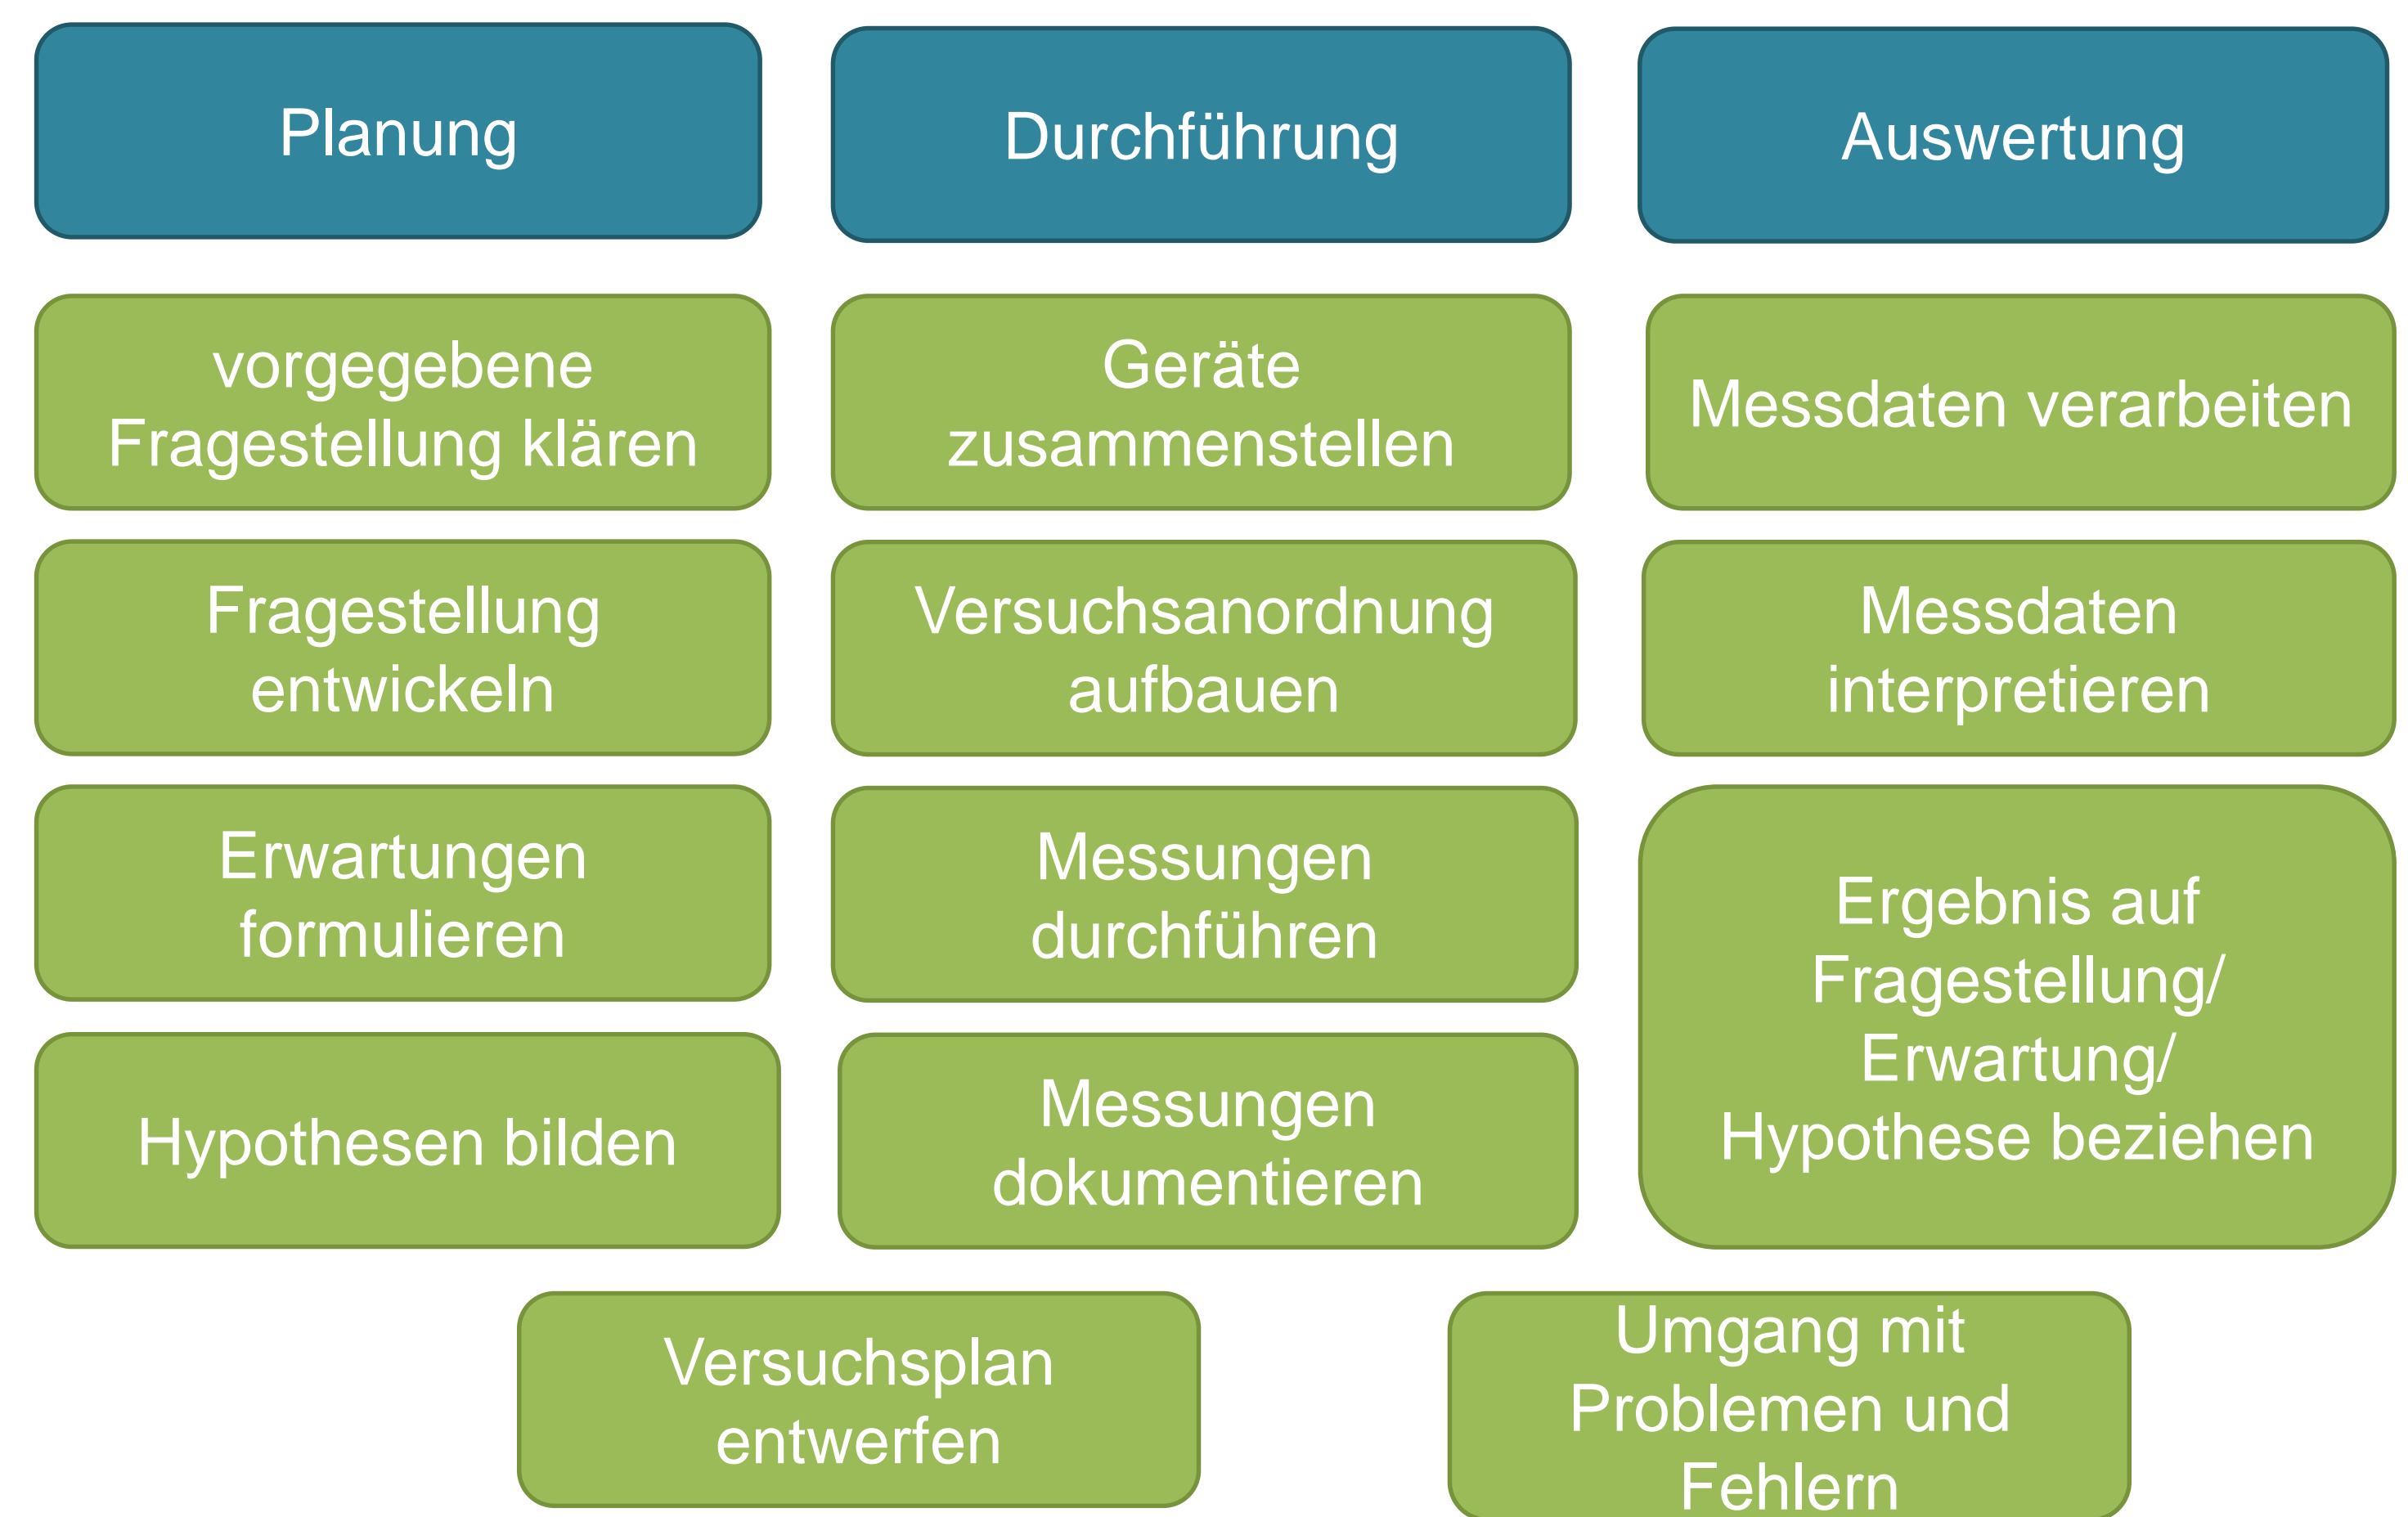 Planung
Durchführung
Auswertung
vorgegebene
Fragestellung klären
Geräte
zusammenstellen
Messdaten verarbeiten
Fragestellung
entwickeln
Versuchsanordnung
aufbauen
Messdaten
interpretieren
Erwartungen
formulieren
Messungen
durchführen
Ergebnis auf
Fragestellung/
Erwartung/
Hypothese beziehen
Hypothesen bilden
Messungen
dokumentieren
Versuchsplan
entwerfen
Umgang mit
Problemen und
Fehlern